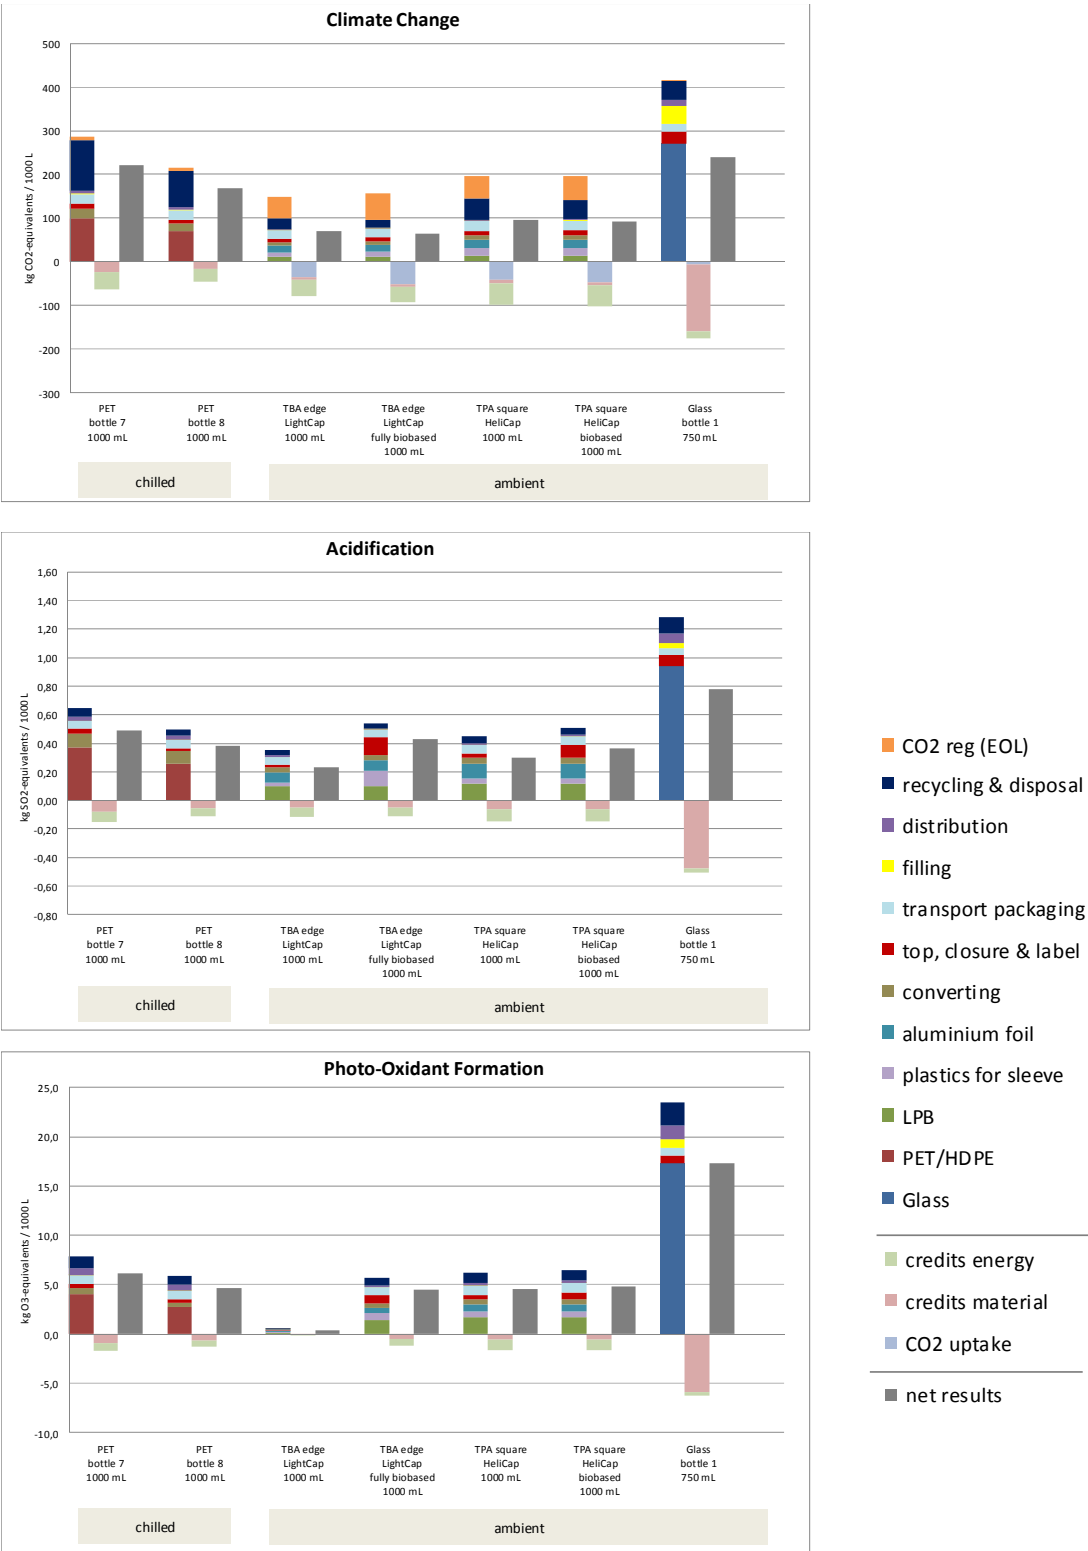 Climate Change
kg CO2-equivalents / 1000 L
500
400
300
200
100
0
-100
-200
-300
PET
bottle 7
1000 mL
PET
bottle 8
1000 mL
TBA edge
LightCap
1000 mL
TBA edge
LightCap
fully biobased
1000 mL
TPA square
HeliCap
1000 mL
TPA square
HeliCap
biobased
1000 mL
Glass
bottle 1
750 mL
chilled
ambient
Acidification
kg SO2-equivalents / 1000 L
1,60
1,40
1,20
1,00
0,80
0,60
0,40
0,20
0,00
-0,20
-0,40
-0,60
-0,80
PET
bottle 7
1000 mL
PET
bottle 8
1000 mL
TBA edge
LightCap
1000 mL
TBA edge
LightCap
fully biobased
1000 mL
TPA square
HeliCap
1000 mL
TPA square
HeliCap
biobased
1000 mL
Glass
bottle 1
750 mL
chilled
ambient
Photo-Oxidant Formation
kg O3-equivalents / 1000 L
25,0
20,0
15,0
10,0
5,0
0,0
-5,0
-10,0
PET
bottle 7
1000 mL
PET
bottle 8
1000 mL
TBA edge
LightCap
1000 mL
TBA edge
LightCap
fully biobased
1000 mL
TPA square
HeliCap
1000 mL
TPA square
HeliCap
biobased
1000 mL
Glass
bottle 1
750 mL
chilled
ambient
CO2 reg (EOL)
recycling & disposal
distribution
filling
transport packaging
top, closure & label
converting
aluminium foil
plastics for sleeve
LPB
PET/HDPE
Glass
credits energy
credits material
CO2 uptake
net results